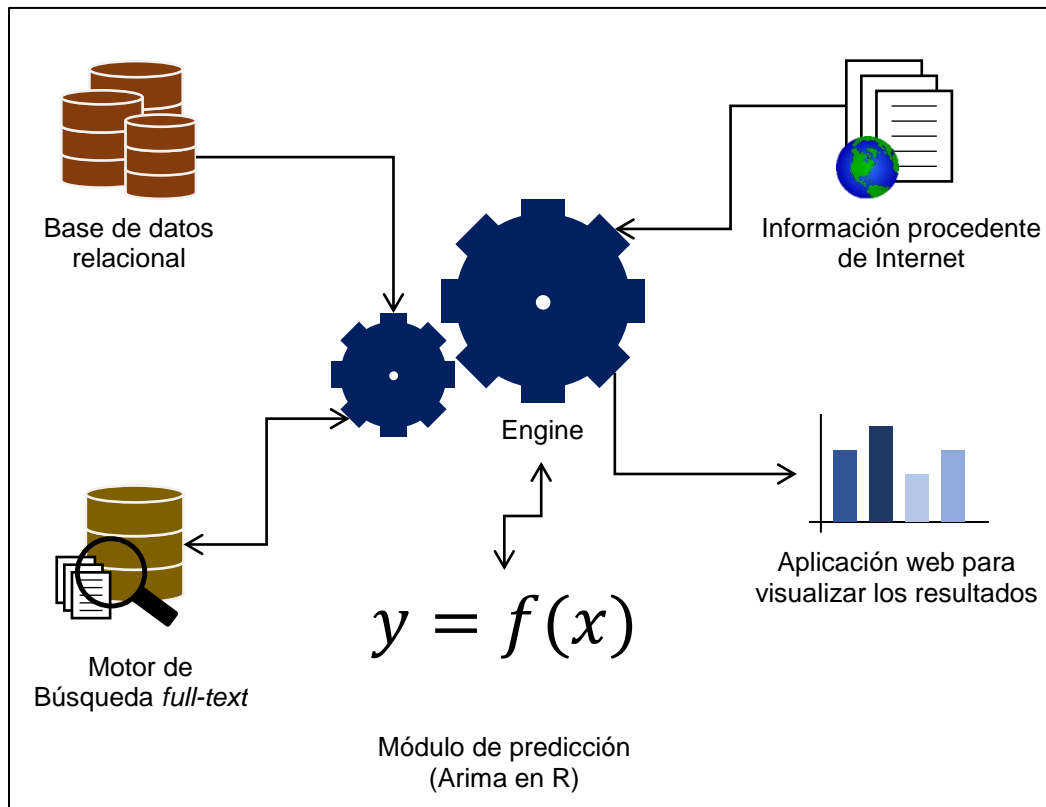 Base de datos
relacional
Información procedente
de Internet
Engine
Aplicación web para
visualizar los resultados
y = f(x)
Motor de
Búsqueda full-text
Módulo de predicción
(Arima en R)